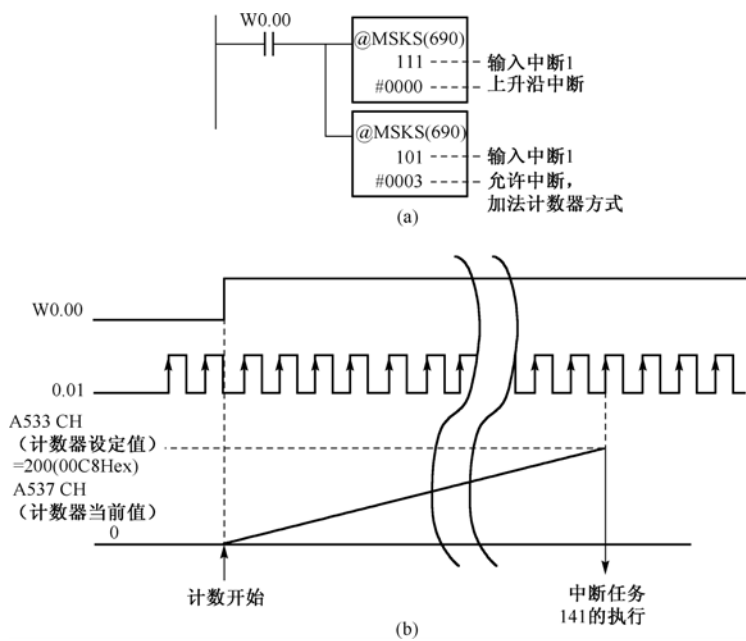 W0.00
@MSKS(690)
111
输入中断1
#0000
上升沿中断
@MSKS(690)
101
输入中断1
#0003
允许中断，
加法计数器方式
(a)
W0.00
0.01
A533 CH
（计数器设定值）
=200(00C8Hex)
A537 CH
（计数器当前值）
0
计数开始
中断任务
141的执行
(b)